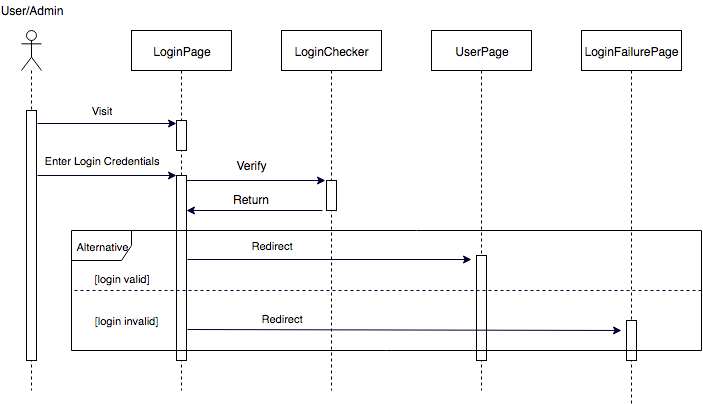 User/Admin
LoginPage
LoginChecker
UserPage
LoginFailurePage
Visit
Enter Login Credentials
Verify
Return
Alternative
Redirect
[login valid]
[login invalid]
Redirect